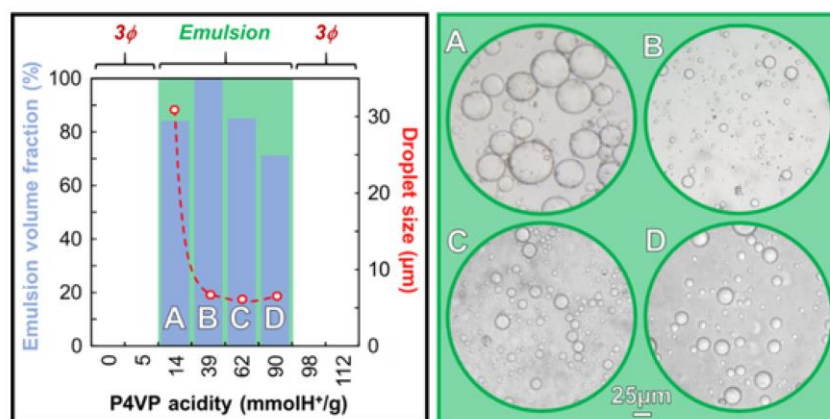 3ϕ Emulsion 3ϕ
Emulsion volume fraction (%)
100
80
60
40
20
0
A B C D
30
20
10
0
Droplet size (μm)
0 5 14 39 62 90 98 112
P4VP acidity (mmolH⁺/g)
A
B
C
D
25μm